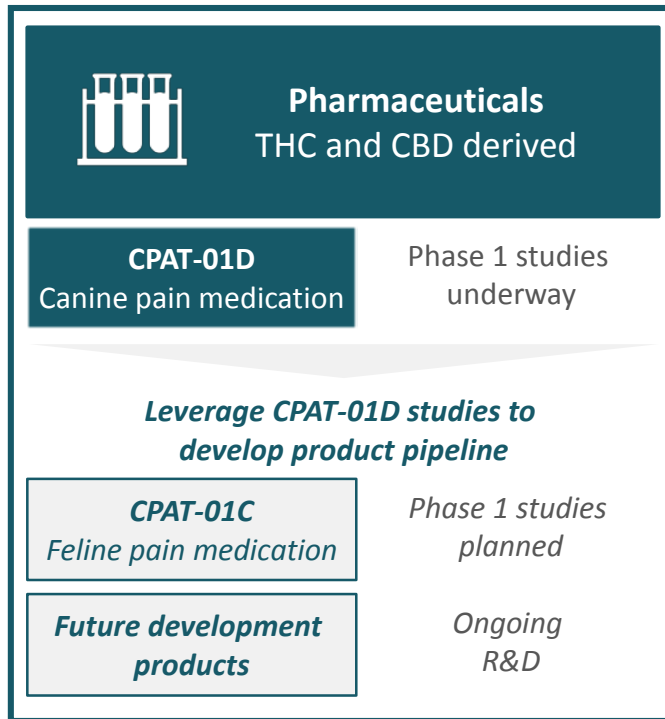 Pharmaceuticals
THC and CBD derived
CPAT-01D
Canine pain medication
Phase 1 studies
underway
Leverage CPAT-01D studies to
develop product pipeline
CPAT-01C
Feline pain medication
Phase 1 studies
planned
Future development
products
Ongoing
R&D